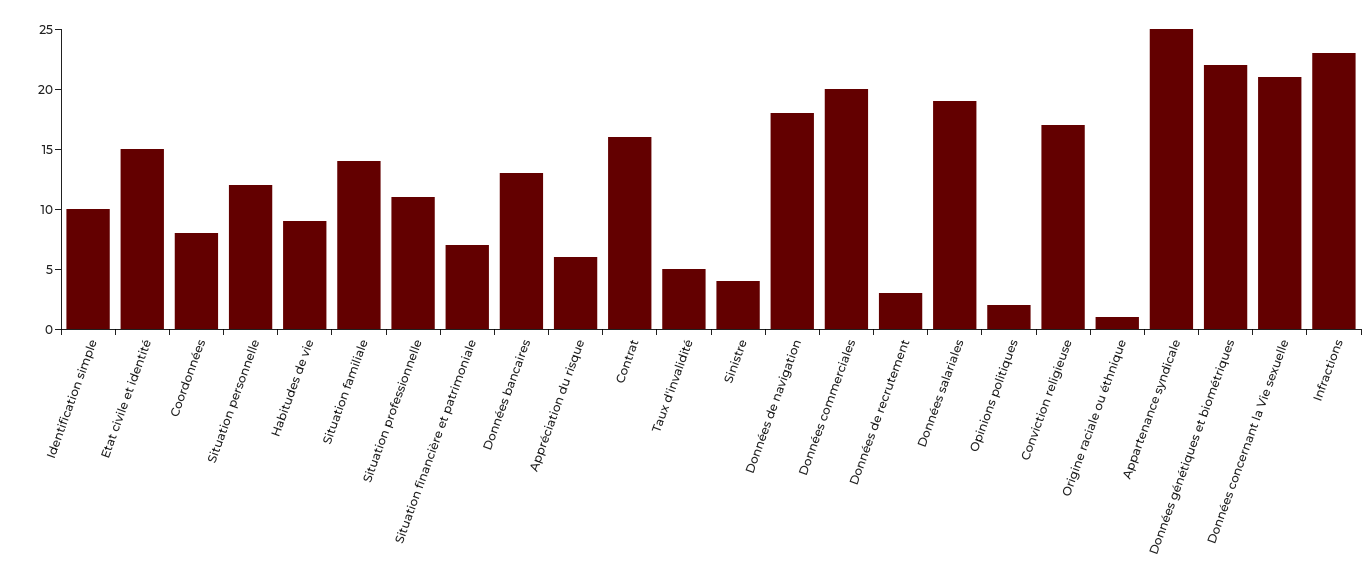 25
20
15
10
5
0
Identification simple
Etat civile et identité
Coordonnées
Situation personnelle
Habitudes de vie
Situation familiale
Situation professionnelle
Situation financière et patrimoniale
Données bancaires
Appréciation du risque
Contrat
Taux d'invalidité
Sinistre
Données de navigation
Données commerciales
Données de recrutement
Données salariales
Opinions politiques
Conviction religieuse
Origine raciale ou éthnique
Appartenance syndicale
Données génétiques et biométriques
Données concernant la Vie sexuelle
Infractions